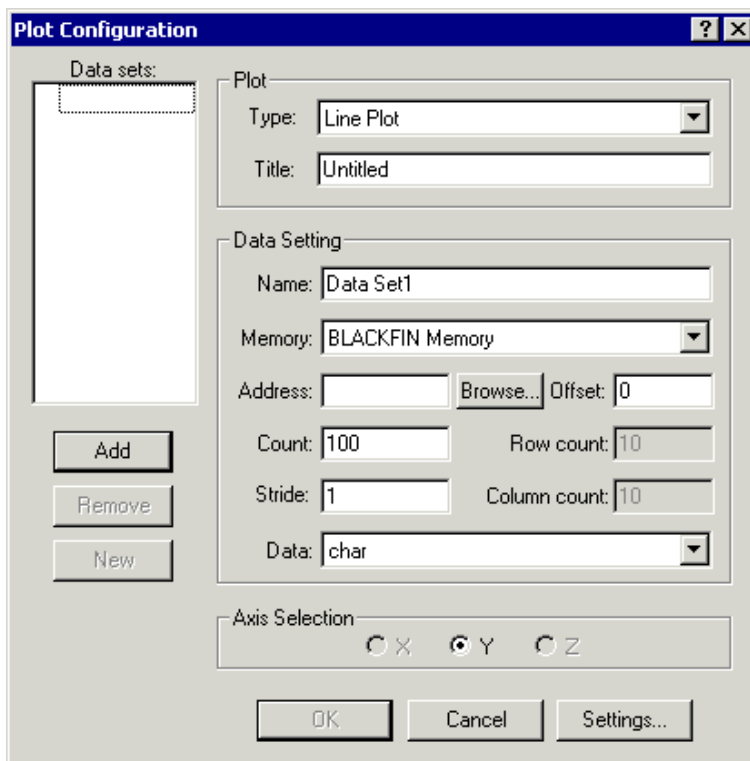 Plot Configuration
Data sets:
Add
Remove
New
Plot
Type: Line Plot
Title: Untitled
Data Setting
Name: Data Set1
Memory: BLACKFIN Memory
Address: Browse... Offset: 0
Count: 100 Row count: 10
Stride: 1 Column count: 10
Data: char
Axis Selection
X Y Z
OK Cancel Settings...